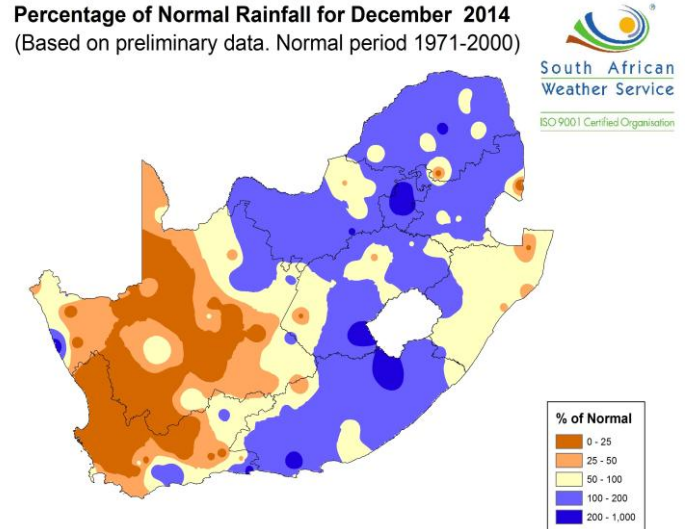 Percentage of Normal Rainfall for December 2014
(Based on preliminary data. Normal period 1971-2000)
®
South African
Weather Service
ISO 9001 Certified Organisation
% of Normal
0 - 25
25 - 50
50 - 100
100 - 200
200 - 1,000